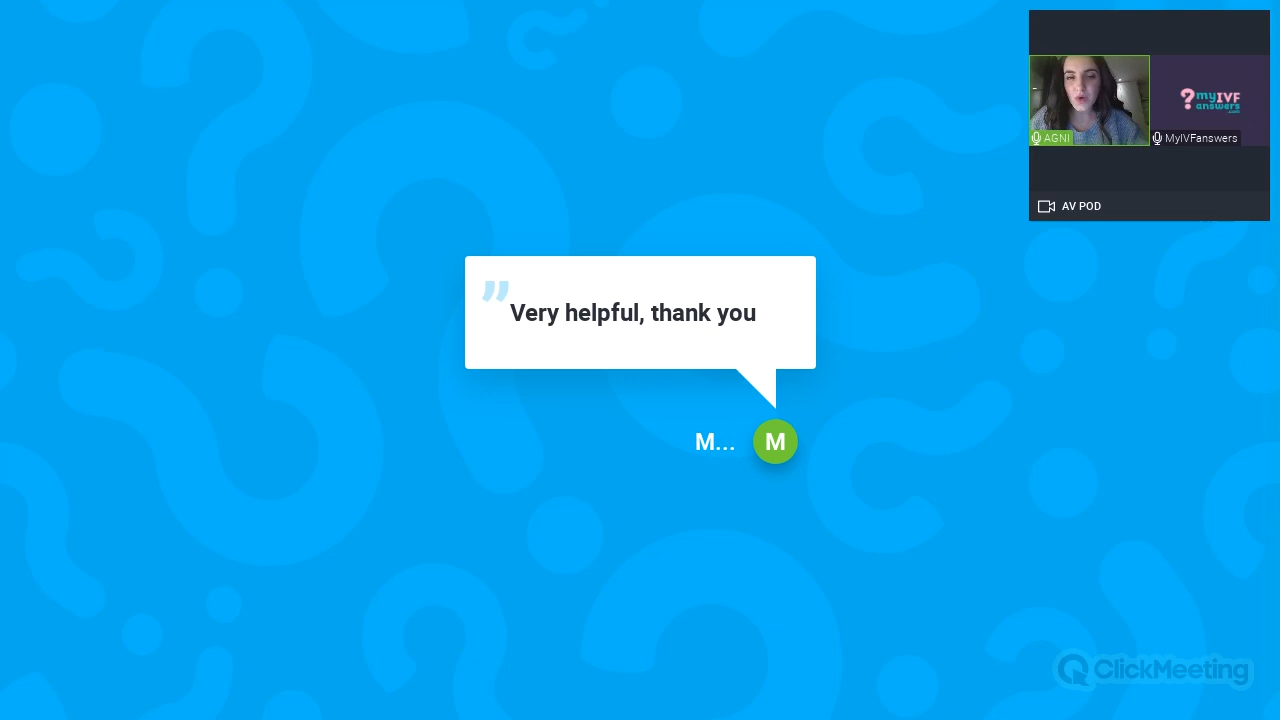 myIVF
answers
.com
AGNI
MyIVFanswers
AV POD
Very helpful, thank you
M...
M
ClickMeeting